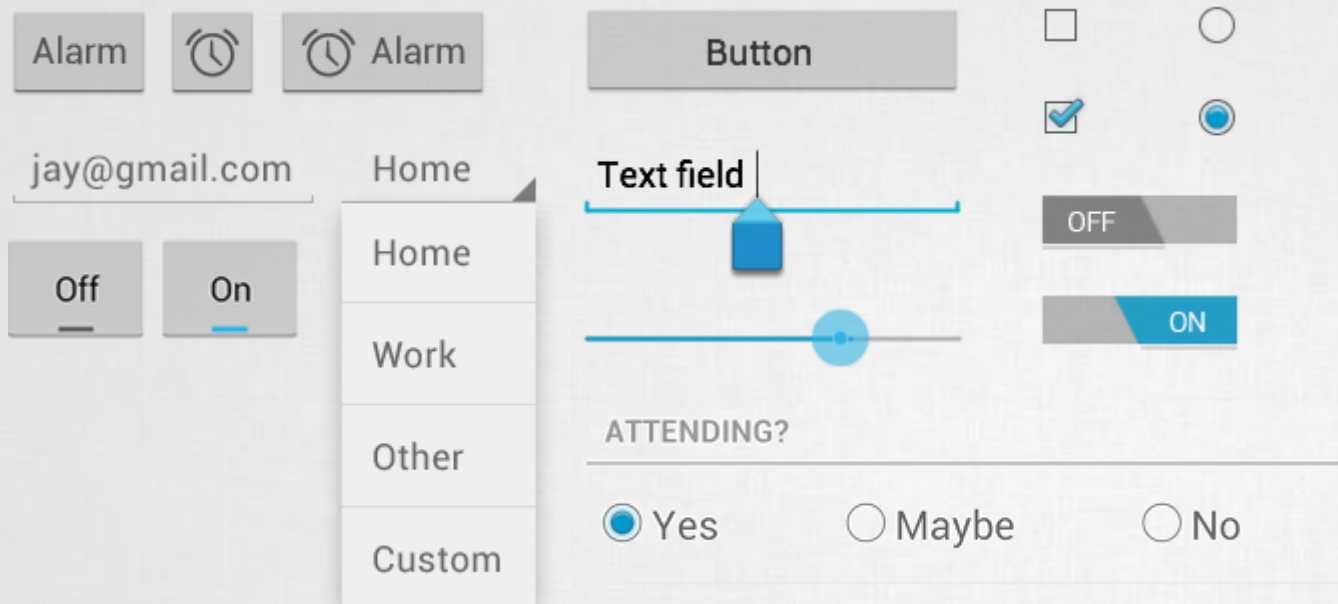 Alarm
Alarm
Button
jay@gmail.com
Home
Text field
Home
Work
Other
Custom
Off
On
OFF
ON
ATTENDING?
Yes
Maybe
No